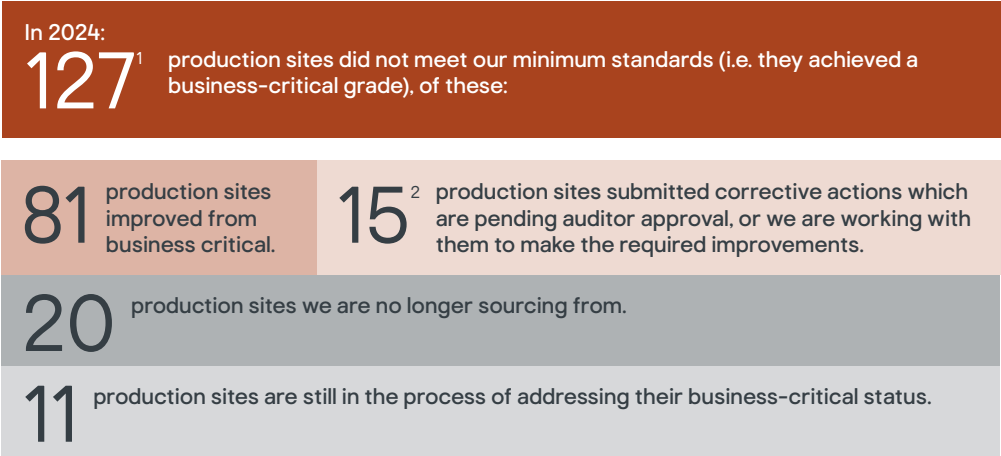 In 2024:
127¹ production sites did not meet our minimum standards (i.e. they achieved a
business-critical grade), of these:
81 production sites
improved from
business critical.
15² production sites submitted corrective actions which
are pending auditor approval, or we are working with
them to make the required improvements.
20 production sites we are no longer sourcing from.
11 production sites are still in the process of addressing their business-critical status.